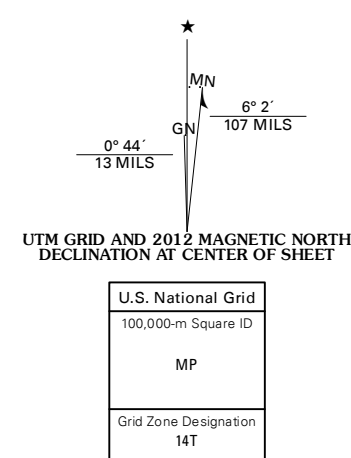 ★
MN
6° 2´
107 MILS
GN
0° 44´
13 MILS
UTM GRID AND 2012 MAGNETIC NORTH
DECLINATION AT CENTER OF SHEET
U.S. National Grid
100,000-m Square ID
MP
Grid Zone Designation
14T